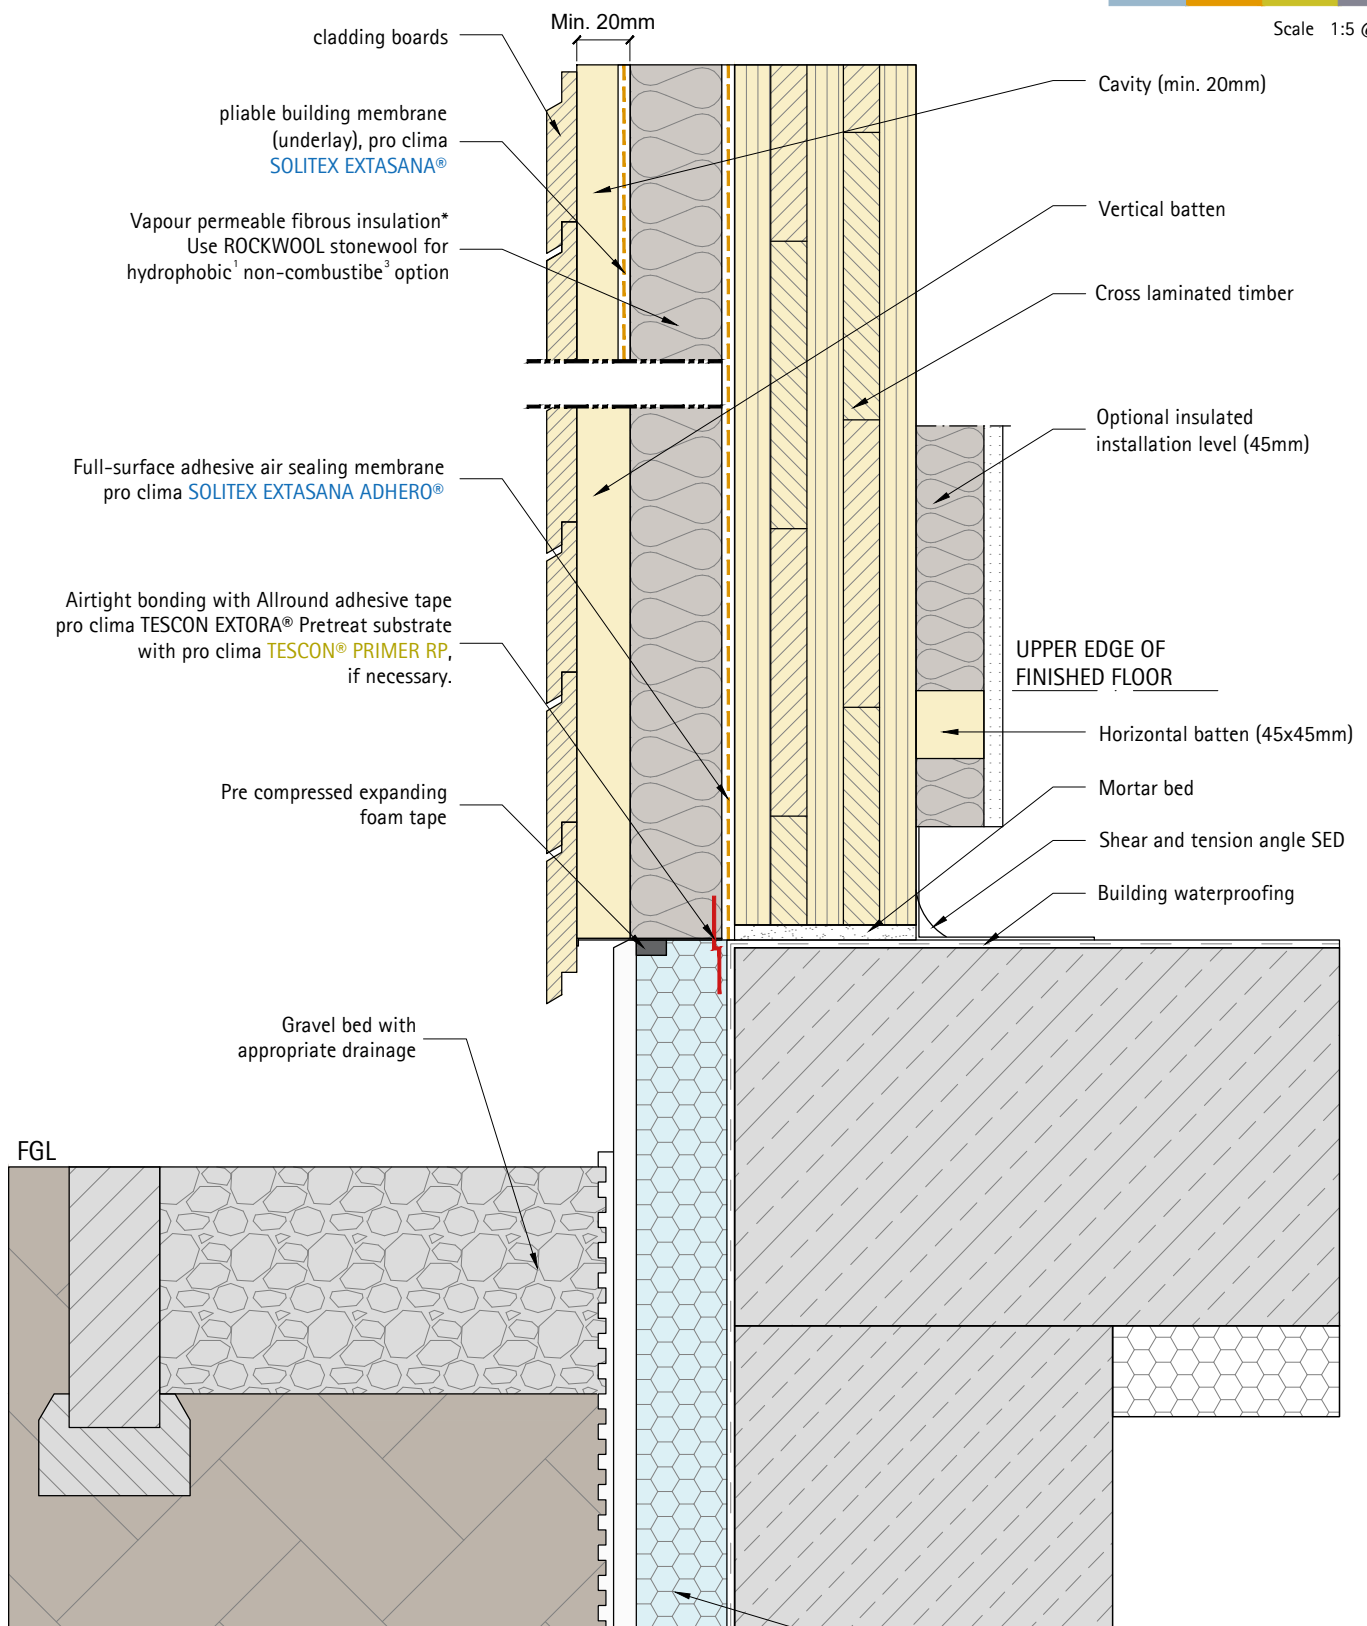 Scale 1:5 @
Min. 20mm
cladding boards
pliable building membrane
(underlay), pro clima
SOLITEX EXTASANA®
Vapour permeable fibrous insulation*
Use ROCKWOOL stonewool for
hydrophobic¹ non-combustibe³ option
Full-surface adhesive air sealing membrane
pro clima SOLITEX EXTASANA ADHERO®
Airtight bonding with Allround adhesive tape
pro clima TESCON EXTORA® Pretreat substrate
with pro clima TESCON® PRIMER RP,
if necessary.
Pre compressed expanding
foam tape
Gravel bed with
appropriate drainage
FGL
Cavity (min. 20mm)
Vertical batten
Cross laminated timber
Optional insulated
installation level (45mm)
UPPER EDGE OF
FINISHED FLOOR
Horizontal batten (45x45mm)
Mortar bed
Shear and tension angle SED
Building waterproofing